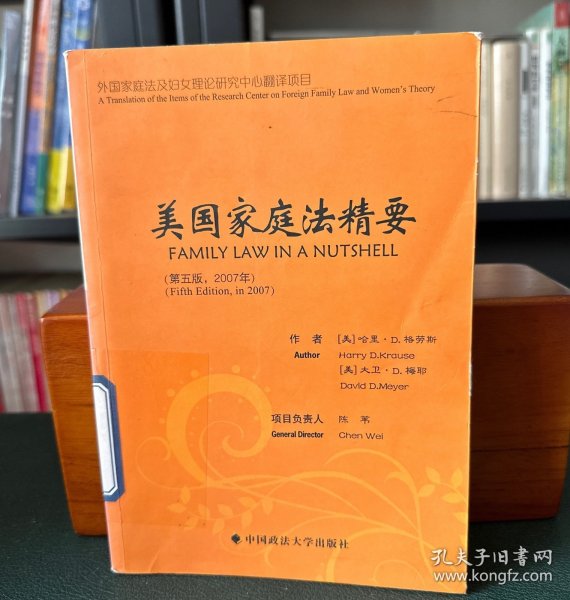 外国家庭法及妇女理论研究中心翻译项目
A Translation of the Items of the Research Center on Foreign Family Law and Women's Theory
美国家庭法精要
FAMILY LAW IN A NUTSHELL
(第五版，2007年)
(Fifth Edition, in 2007)
作 者 [美]哈里·D.格劳斯
Author Harry D.Krause
[美]大卫·D.梅耶
David D.Meyer
项目负责人 陈 苇
General Director Chen Wei
中国政法大学出版社
孔夫子旧书网
www.kongfz.com